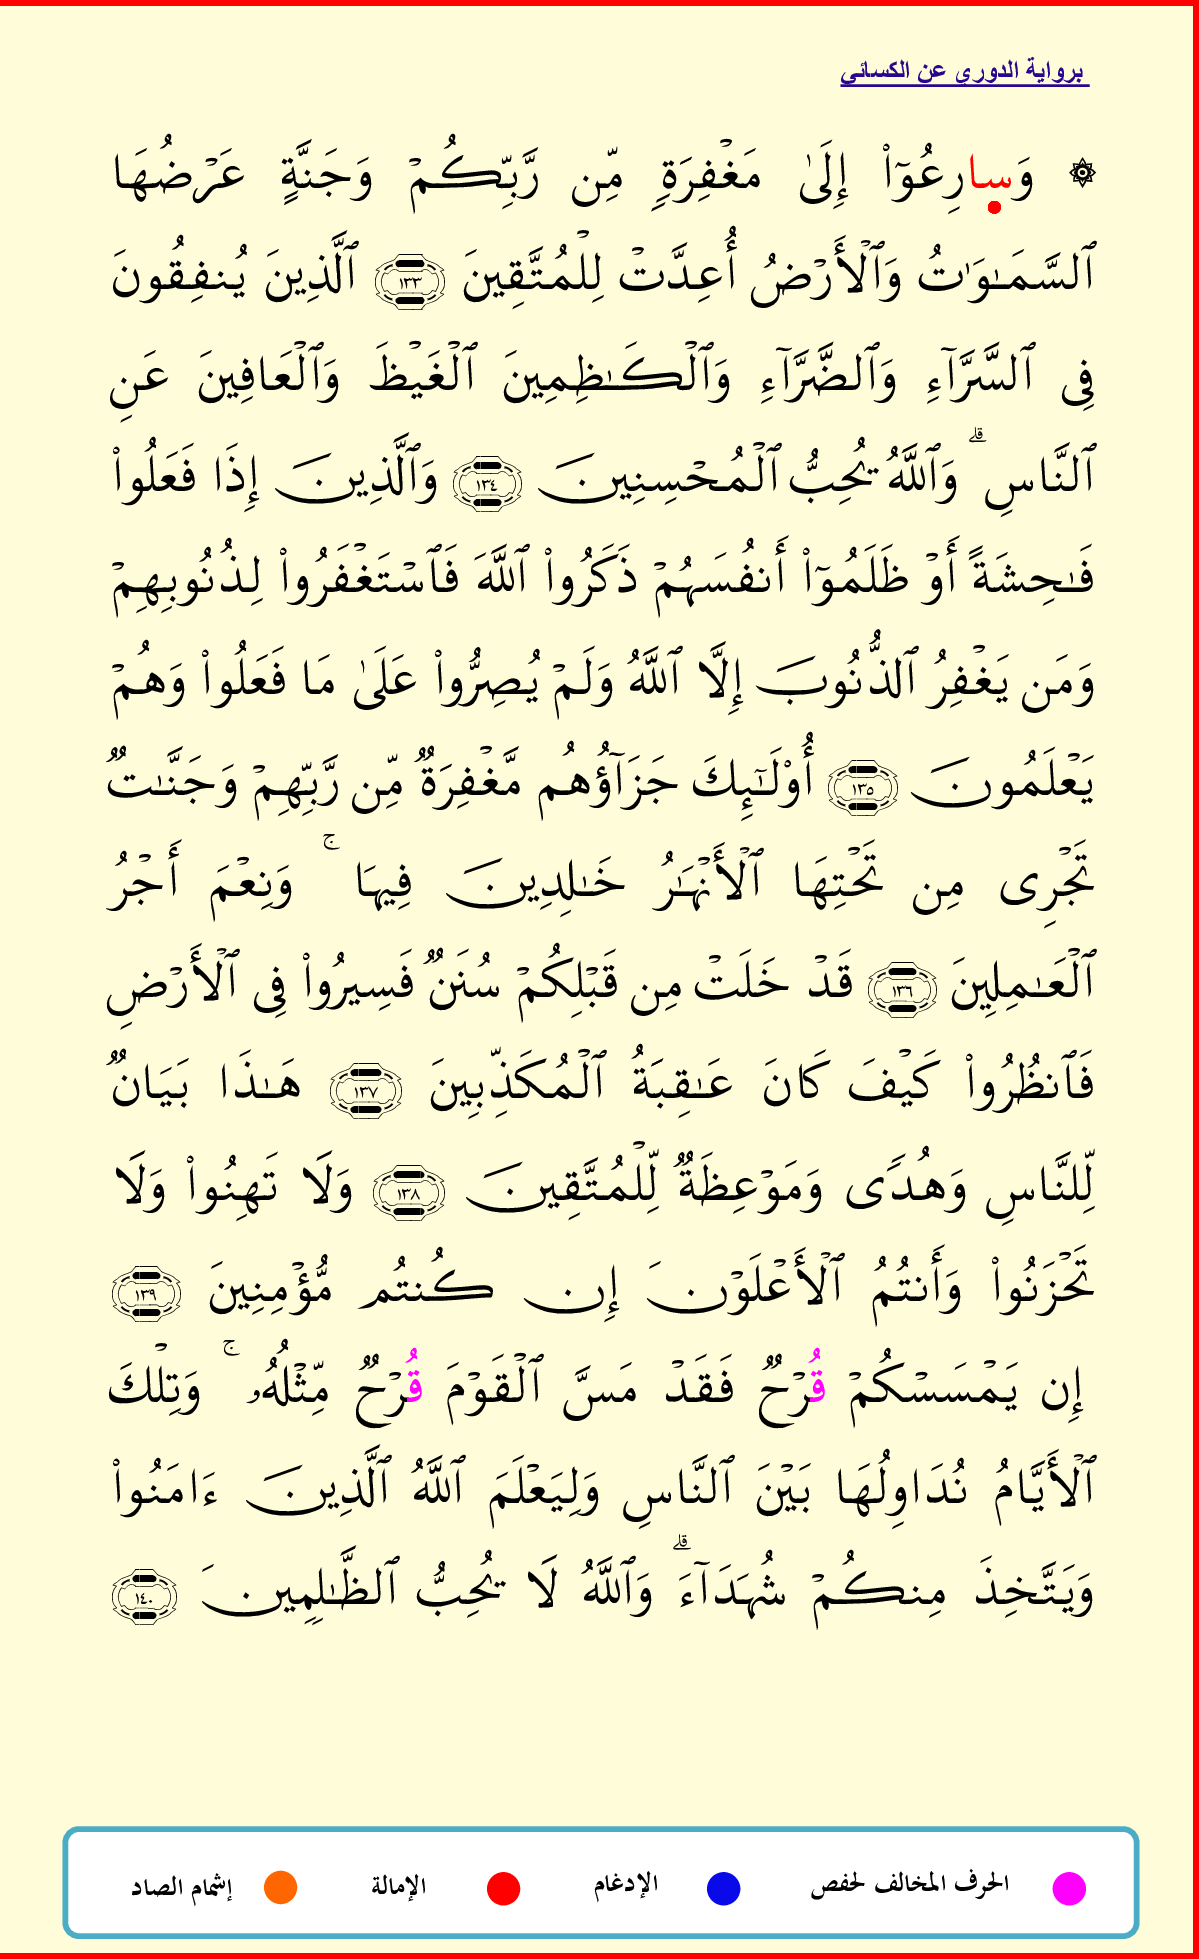 برواية الدوري عن الكسائي
۞ وَسِارِعُوٓاْ إِلَىٰ مَغْفِرَةٍ مِّن رَّبِّكُمْ وَجَنَّةٍ عَرْضُهَا
ٱلسَّمَـٰوَٰتُ وَٱلْأَرْضُ أُعِدَّتْ لِلْمُتَّقِينَ ١٣٣ ٱلَّذِينَ يُنفِقُونَ
فِى ٱلسَّرَّآءِ وَٱلضَّرَّآءِ وَٱلْكَـٰظِمِينَ ٱلْغَيْظَ وَٱلْعَافِينَ عَنِ
ٱلنَّاسِ ۗ وَٱللَّهُ يُحِبُّ ٱلْمُحْسِنِينَ ١٣٤ وَٱلَّذِينَ إِذَا فَعَلُواْ
فَـٰحِشَةً أَوْ ظَلَمُوٓاْ أَنفُسَهُمْ ذَكَرُواْ ٱللَّهَ فَٱسْتَغْفَرُواْ لِذُنُوبِهِمْ
وَمَن يَغْفِرُ ٱلذُّنُوبَ إِلَّا ٱللَّهُ وَلَمْ يُصِرُّواْ عَلَىٰ مَا فَعَلُواْ وَهُمْ
يَعْلَمُونَ ١٣٥ أُوْلَـٰٓئِكَ جَزَآؤُهُم مَّغْفِرَةٌ مِّن رَّبِّهِمْ وَجَنَّـٰتٌ
تَجْرِى مِن تَحْتِهَا ٱلْأَنْهَـٰرُ خَـٰلِدِينَ فِيهَا ۚ وَنِعْمَ أَجْرُ
ٱلْعَـٰمِلِينَ ١٣٦ قَدْ خَلَتْ مِن قَبْلِكُمْ سُنَنٌ فَسِيرُواْ فِى ٱلْأَرْضِ
فَٱنظُرُواْ كَيْفَ كَانَ عَـٰقِبَةُ ٱلْمُكَذِّبِينَ ١٣٧ هَـٰذَا بَيَانٌ
لِّلنَّاسِ وَهُدًى وَمَوْعِظَةٌ لِّلْمُتَّقِينَ ١٣٨ وَلَا تَهِنُواْ وَلَا
تَحْزَنُواْ وَأَنتُمُ ٱلْأَعْلَوْنَ إِن كُنتُم مُّؤْمِنِينَ ١٣٩
إِن يَمْسَسْكُمْ قُرْحٌ فَقَدْ مَسَّ ٱلْقَوْمَ قُرْحٌ مِّثْلُهُۥ ۚ وَتِلْكَ
ٱلْأَيَّامُ نُدَاوِلُهَا بَيْنَ ٱلنَّاسِ وَلِيَعْلَمَ ٱللَّهُ ٱلَّذِينَ ءَامَنُواْ
وَيَتَّخِذَ مِنكُمْ شُهَدَآءَ ۗ وَٱللَّهُ لَا يُحِبُّ ٱلظَّـٰلِمِينَ ١٤٠
الحرف المخالف لحفص الإدغام الإمالة إشمام الصاد